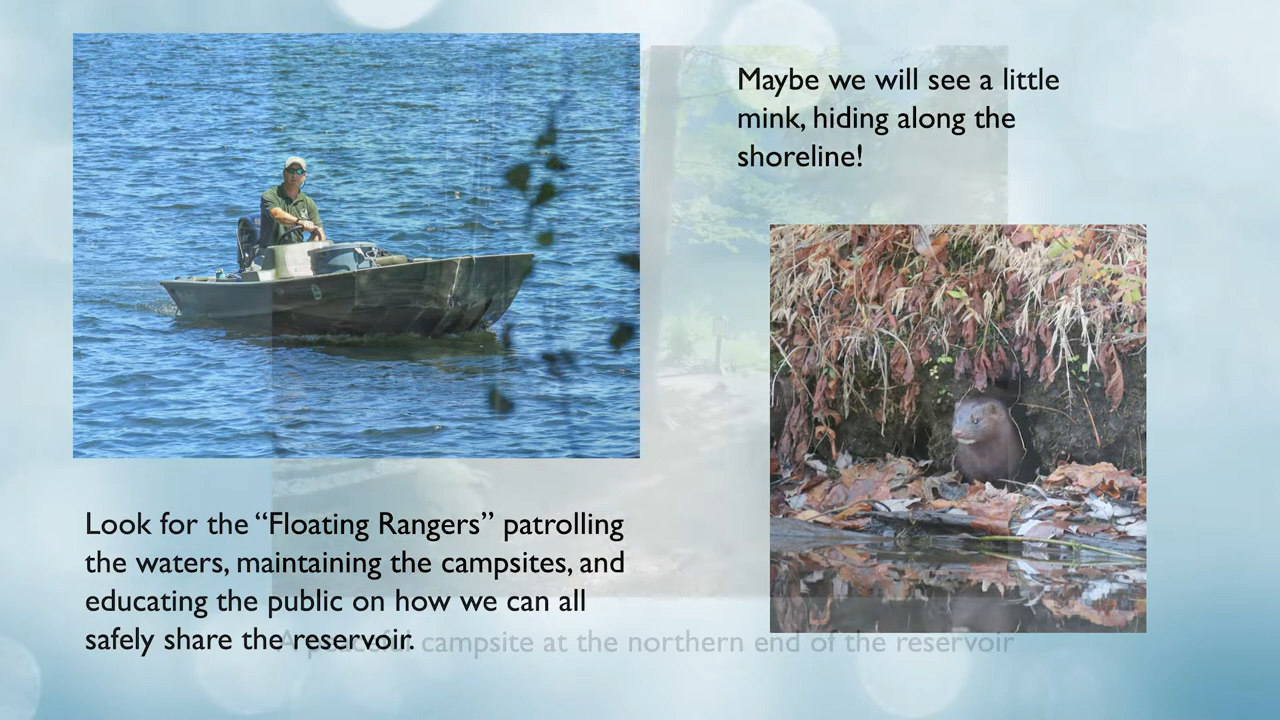 Maybe we will see a little
mink, hiding along the
shoreline!
Look for the “Floating Rangers” patrolling
the waters, maintaining the campsites, and
educating the public on how we can all
safely share the reservoir.
A peaceful campsite at the northern end of the reservoir